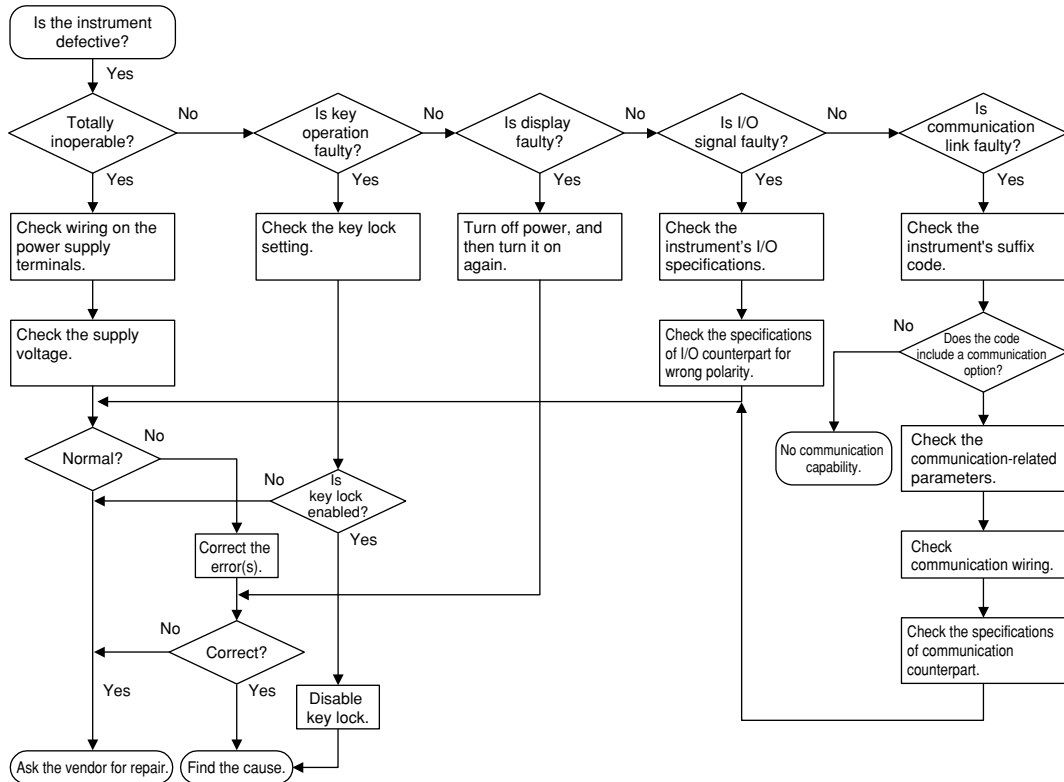 Is the instrument
defective?
Yes
Totally
inoperable?
No
Is key
operation
faulty?
No
Is display
faulty?
No
Is I/O
signal faulty?
No
Is
communication
link faulty?
Yes
Yes
Yes
Yes
Yes
Check wiring on the
power supply
terminals.
Check the key lock
setting.
Turn off power, and
then turn it on
again.
Check the
instrument's I/O
specifications.
Check the
instrument's suffix
code.
Check the supply
voltage.
Check the specifications
of I/O counterpart for
wrong polarity.
No
Does the code
include a communication
option?
Yes
No communication
capability.
Check the
communication-related
parameters.
Normal?
No
No
Is
key lock
enabled?
Yes
Correct the
error(s).
Check
communication wiring.
No
Correct?
Check the specifications
of communication
counterpart.
Yes
Yes
Disable
key lock.
Ask the vendor for repair.
Find the cause.